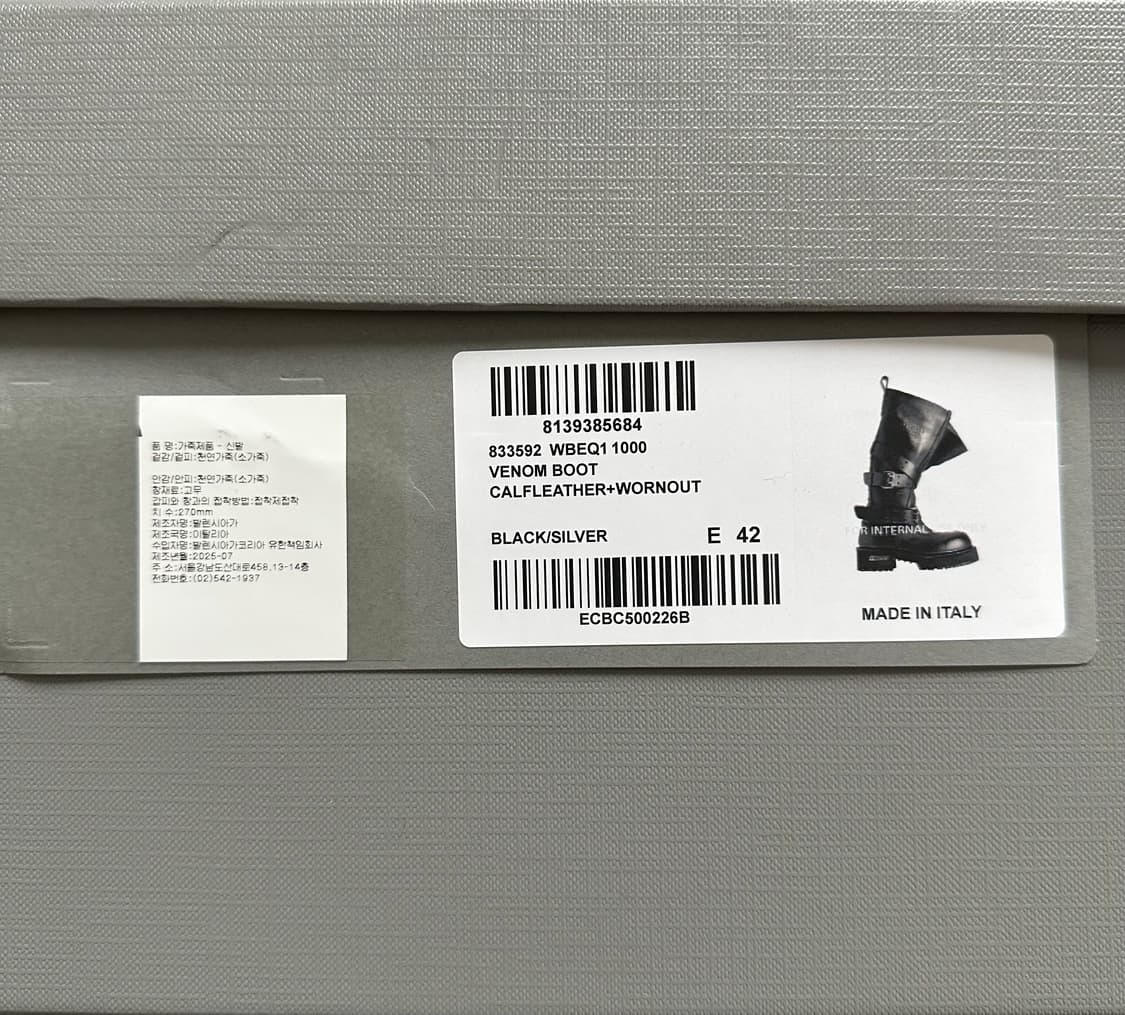 품 명:가죽제품 - 신발
겉감/겉피:천연가죽(소가죽)
안감/안피:천연가죽(소가죽)
창재료:고무
갑피와 창과의 접착방법:접착제접착
치 수:270mm
제조자명:발렌시아가
제조국명:이탈리아
수입자명:발렌시아가코리아 유한책임회사
제조년월:2025-07
주 소:서울강남도산대로458,13-14층
전화번호:(02)542-1937
8139385684
833592 WBEQ1 1000
VENOM BOOT
CALFLEATHER+WORNOUT
BLACK/SILVER E 42
ECBC500226B
FOR INTERNAL USE ONLY
MADE IN ITALY